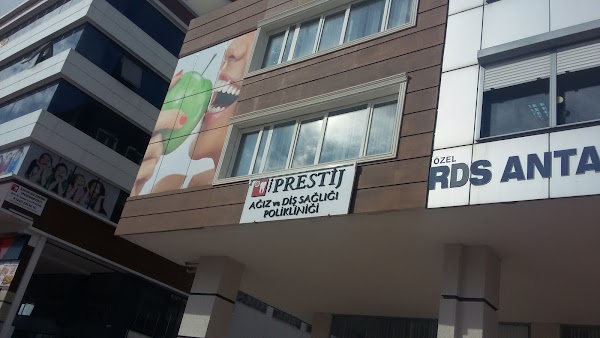 PRESTİJ
AĞIZ ve DİŞ SAĞLIĞI
POLİKLİNİĞİ
ÖZEL
RDS ANTA